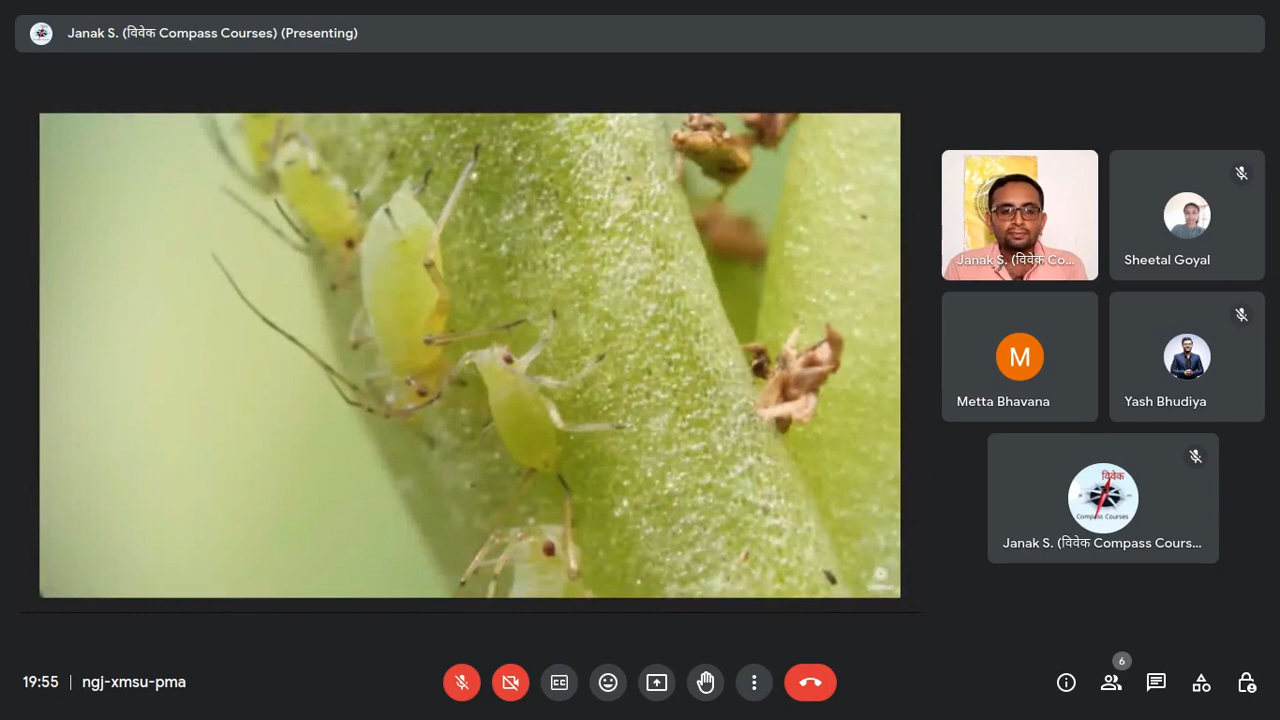 Janak S. (विवेक Compass Courses) (Presenting)
Janak S. (विवेक Co...
Sheetal Goyal
M
Metta Bhavana
Yash Bhudiya
विवेक
Compass Courses
Janak S. (विवेक Compass Cours...
6
19:55 | ngj-xmsu-pma
CC